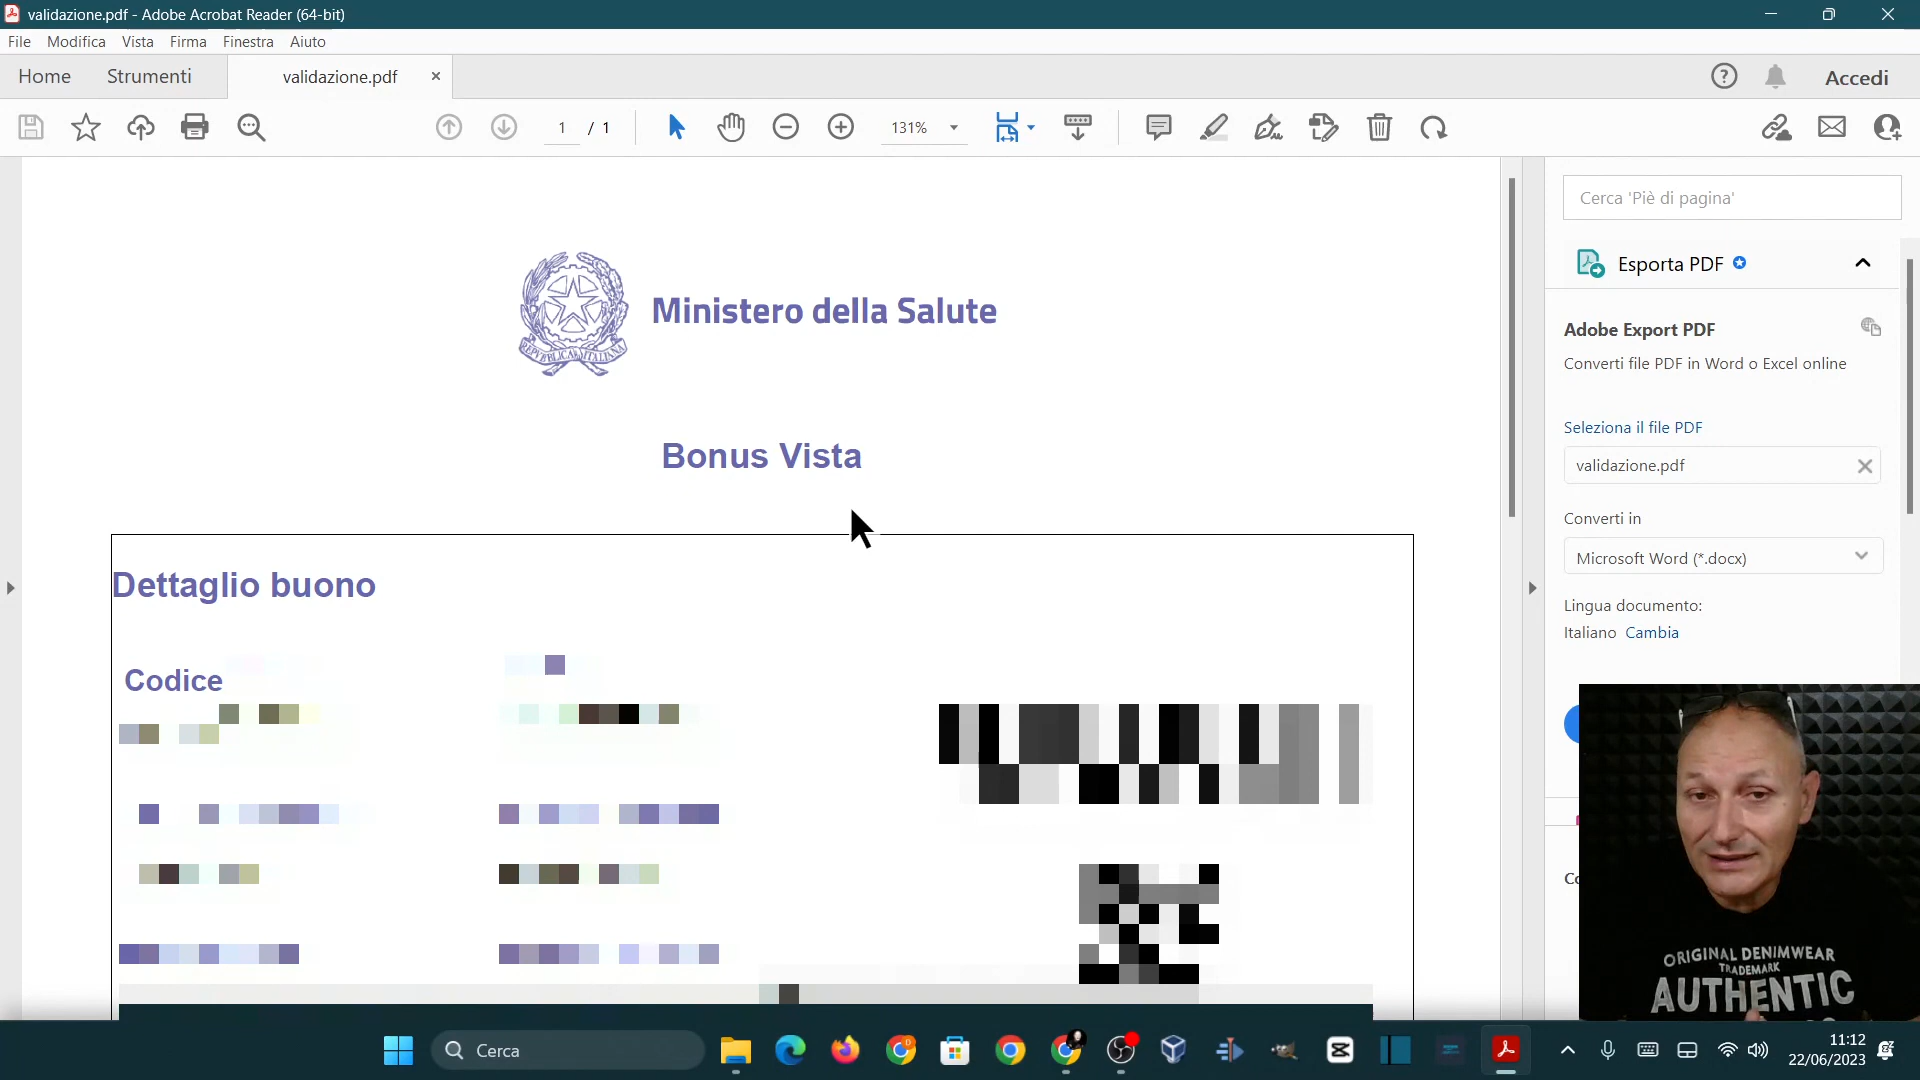 validazione.pdf - Adobe Acrobat Reader (64-bit)
File Modifica Vista Firma Finestra Aiuto
Home Strumenti validazione.pdf Accedi
1 / 1 131%
Cerca 'Piè di pagina'
Esporta PDF
Adobe Export PDF
Converti file PDF in Word o Excel online
Seleziona il file PDF
validazione.pdf
Converti in
Microsoft Word (*.docx)
Lingua documento:
Italiano Cambia
REPVBBLICA ITALIANA
Ministero della Salute
Bonus Vista
Dettaglio buono
Codice
ORIGINAL DENIMWEAR
TRADEMARK
AUTHENTIC
Cerca
11:12
22/06/2023